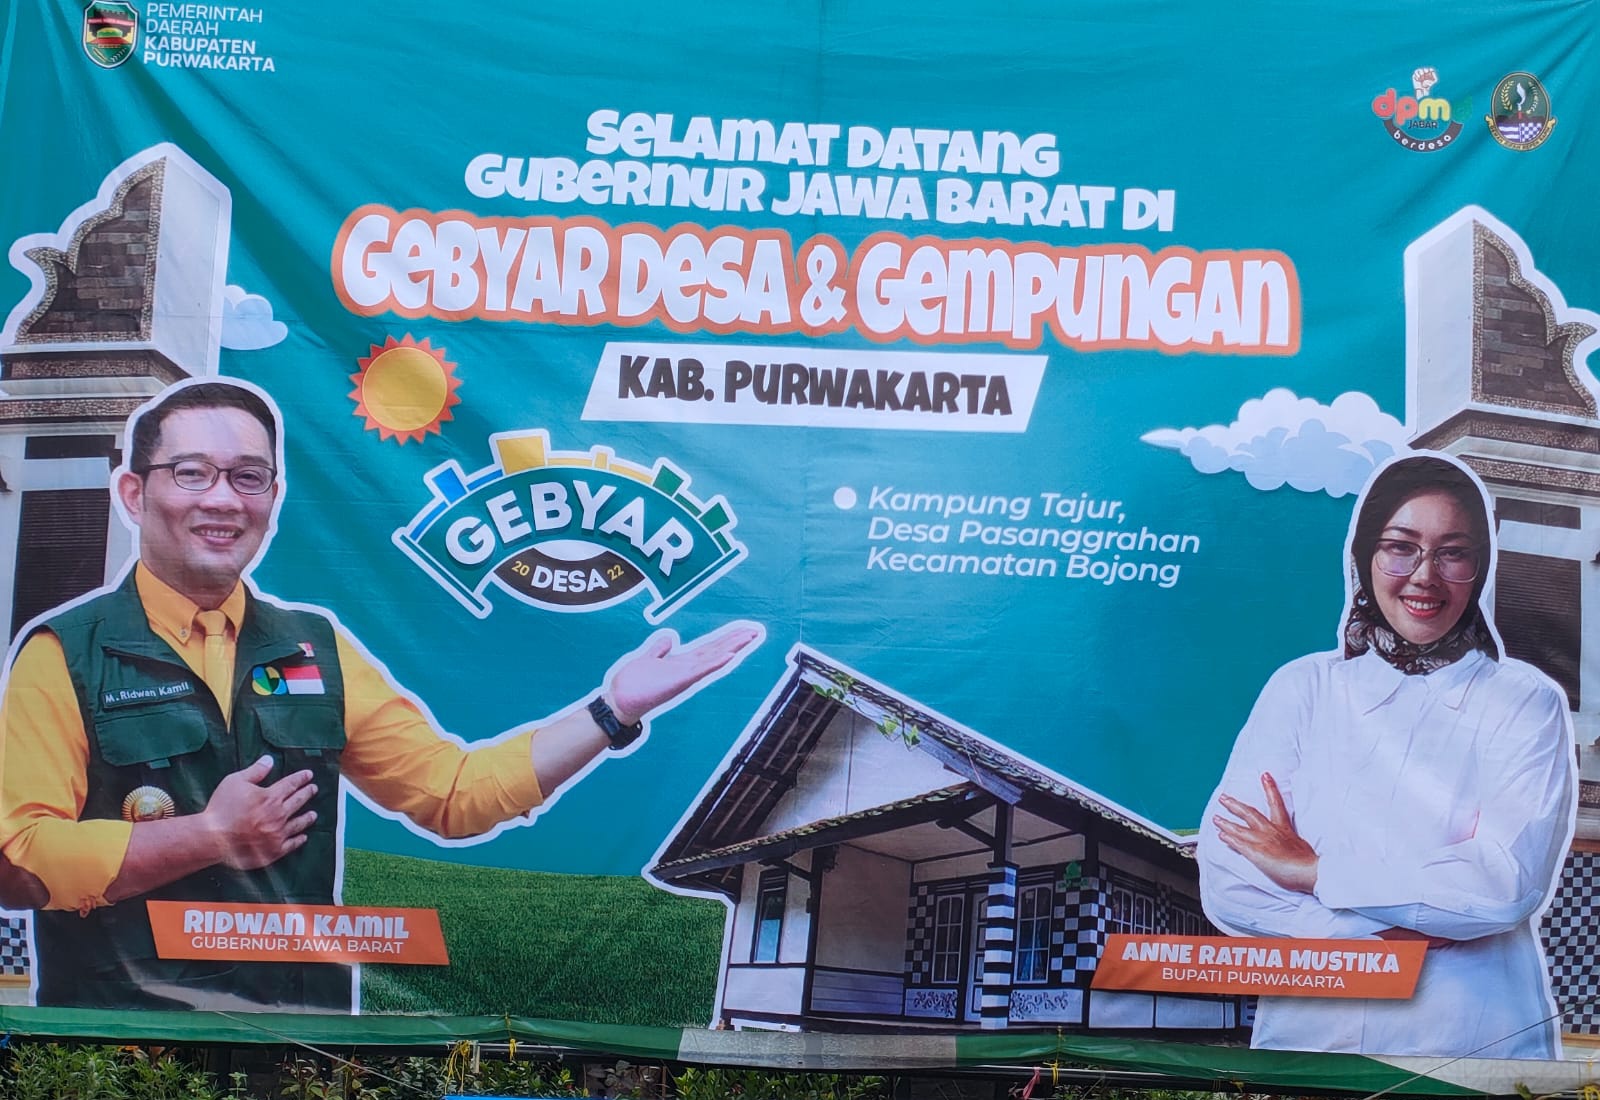 PEMERINTAH
DAERAH
KABUPATEN
PURWAKARTA
dpmd
JABAR
berdesa
SELAMAT DATANG
GUBERNUR JAWA BARAT DI
GEBYAR DESA & GEMPUNGAN
KAB. PURWAKARTA
GEBYAR
20 DESA 22
Kampung Tajur,
Desa Pasanggrahan
Kecamatan Bojong
M. Ridwan Kamil
RIDWAN KAMIL
GUBERNUR JAWA BARAT
ANNE RATNA MUSTIKA
BUPATI PURWAKARTA